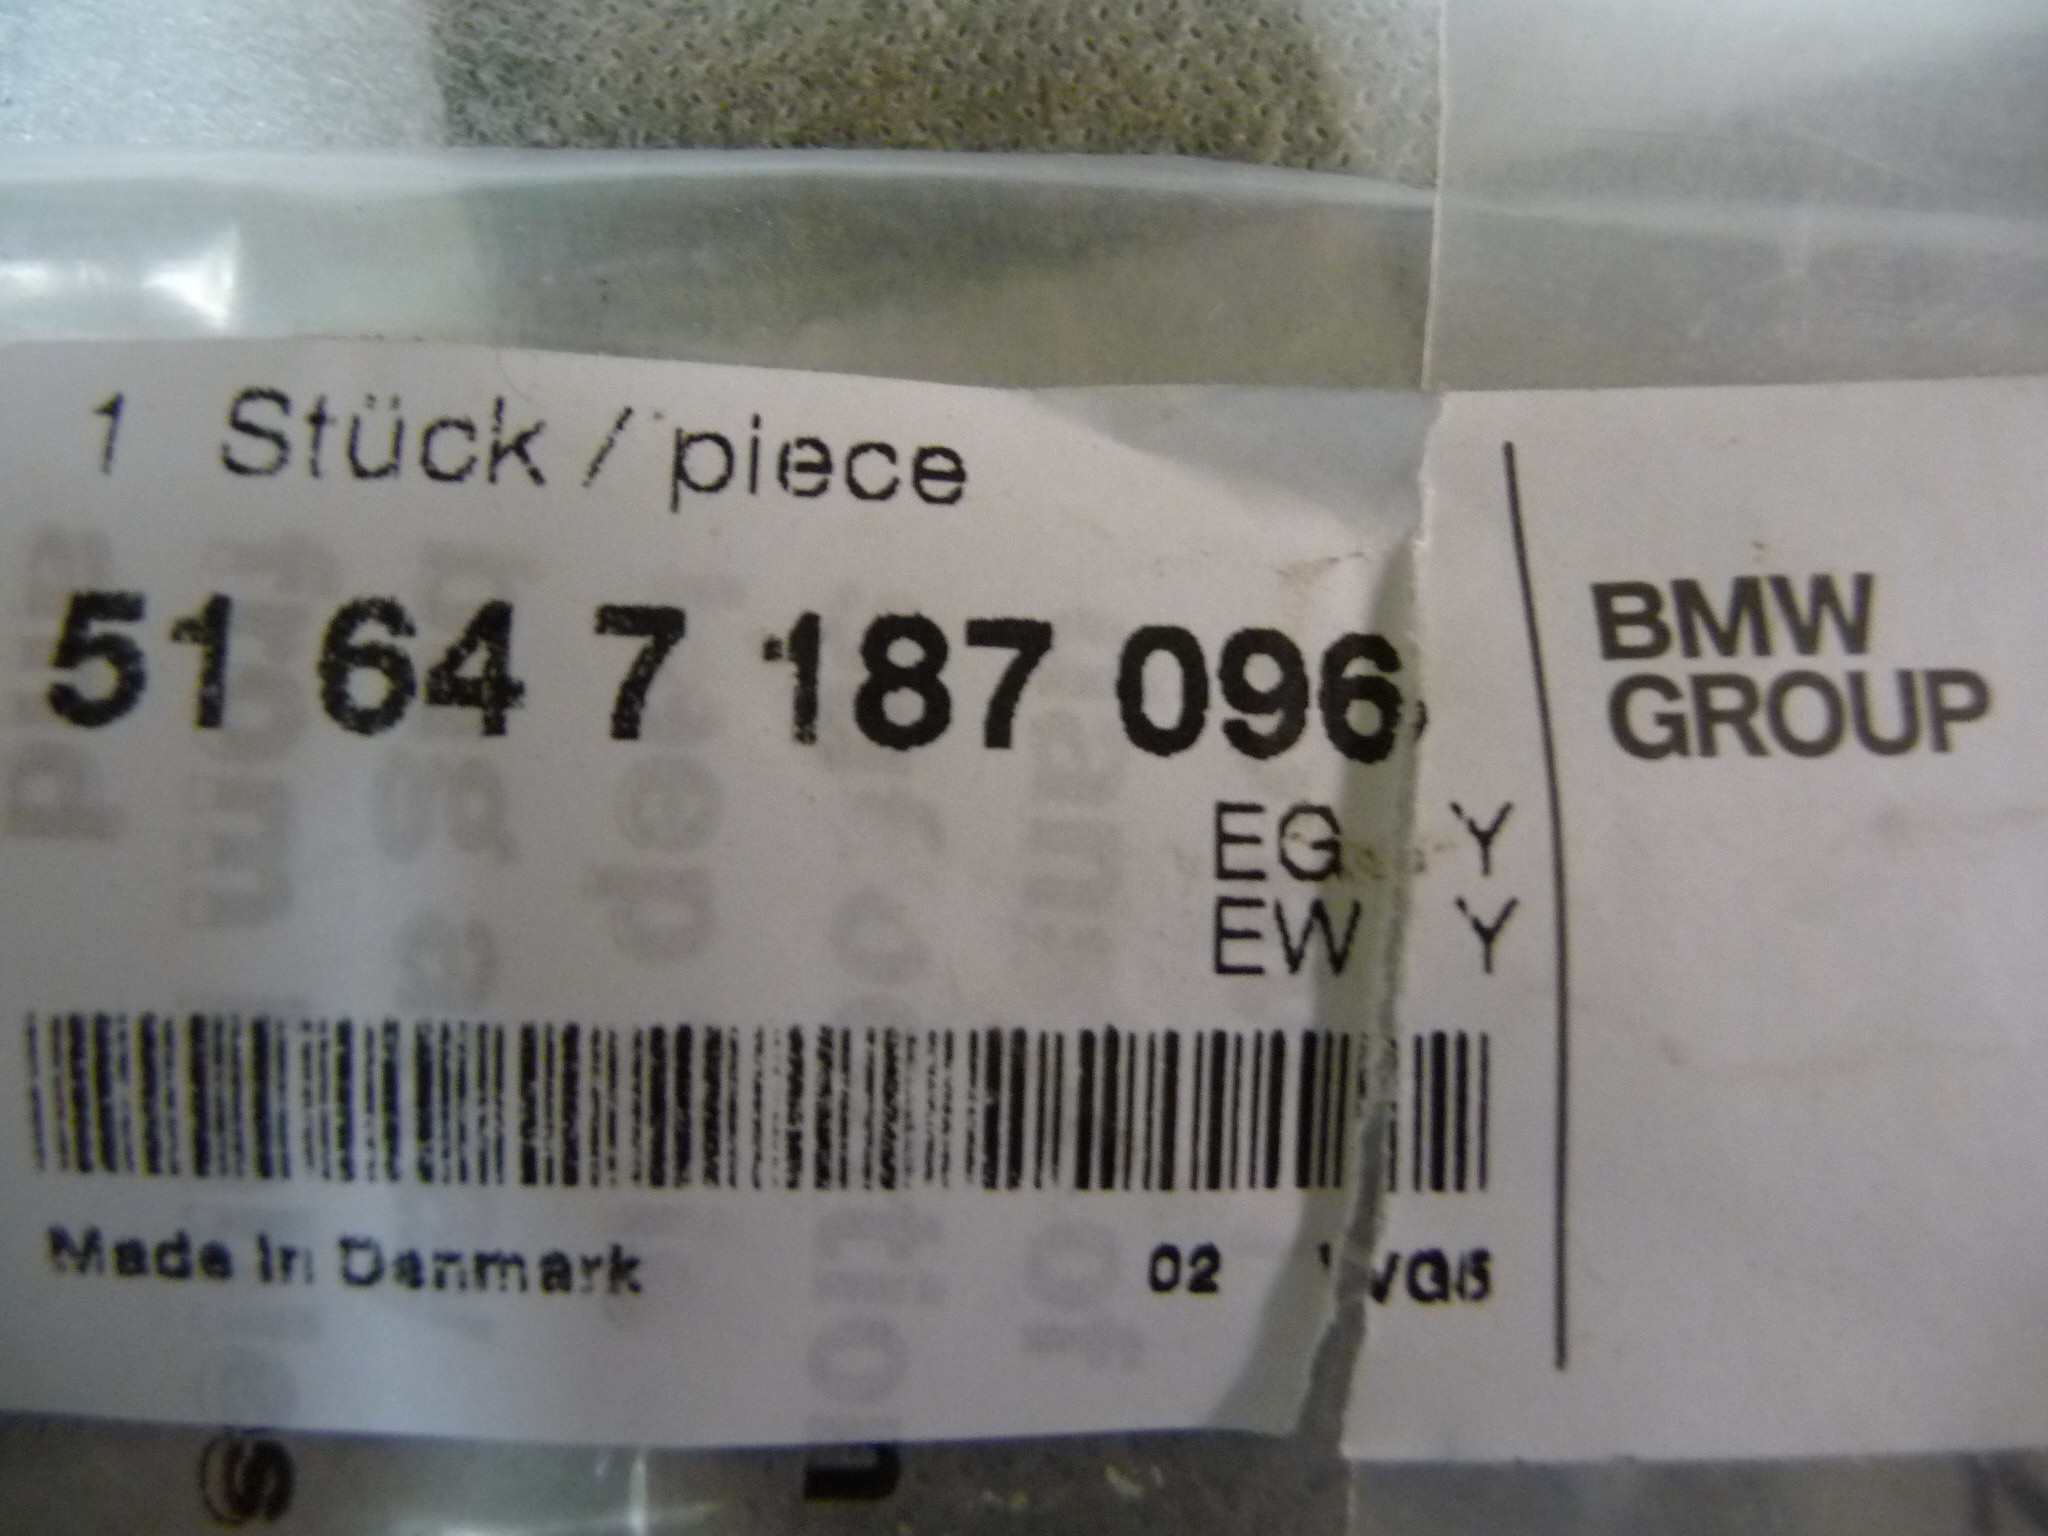 1 Stück / piece
51 64 7 187 096
BMW
GROUP
EG Y
EW Y
Made in Denmark 02